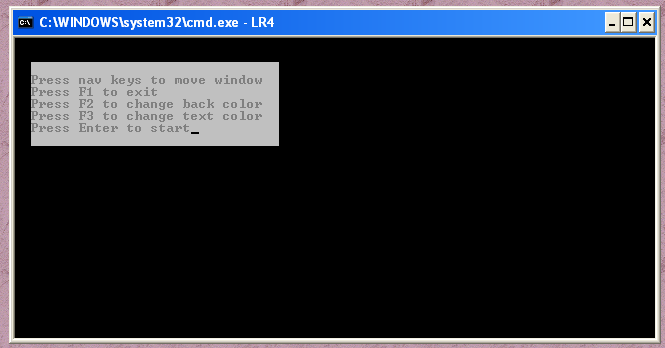 C:\WINDOWS\system32\cmd.exe - LR4
Press nav keys to move window
Press F1 to exit
Press F2 to change back color
Press F3 to change text color
Press Enter to start